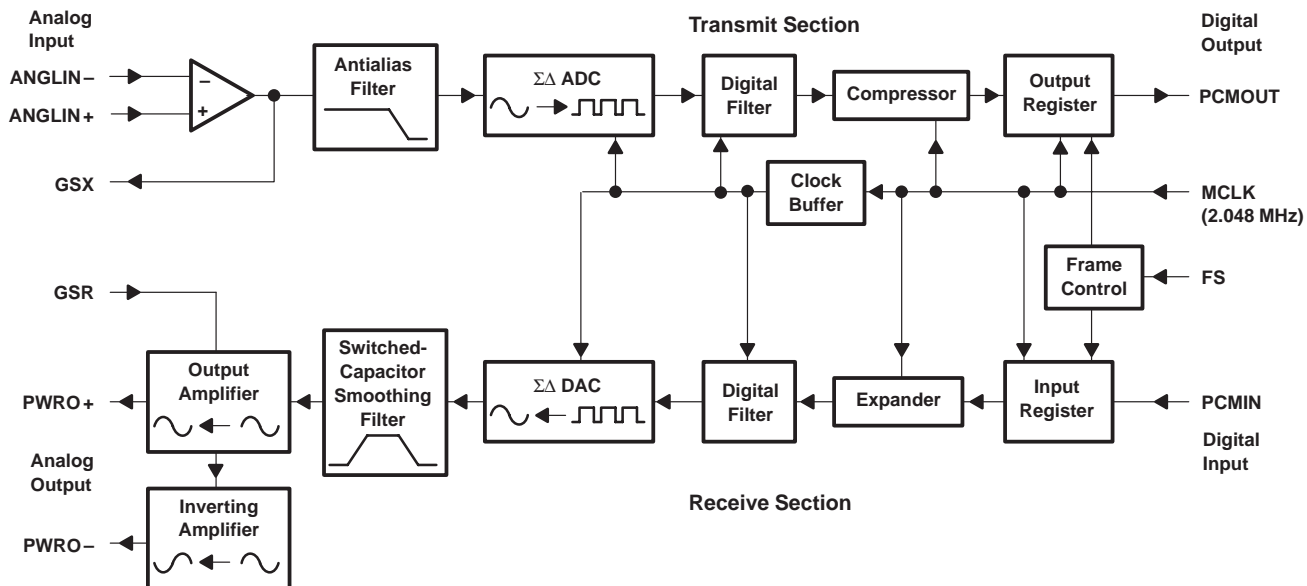 Analog
Input
Transmit Section
Digital
Output
ANGLIN−
ANGLIN+
−
+
Antialias
Filter
ΣΔ ADC
Digital
Filter
Compressor
Output
Register
PCMOUT
GSX
Clock
Buffer
MCLK
(2.048 MHz)
Frame
Control
FS
GSR
Output
Amplifier
Switched-
Capacitor
Smoothing
Filter
ΣΔ DAC
Digital
Filter
Expander
Input
Register
PWRO+
PCMIN
Analog
Output
Digital
Input
Inverting
Amplifier
Receive Section
PWRO−